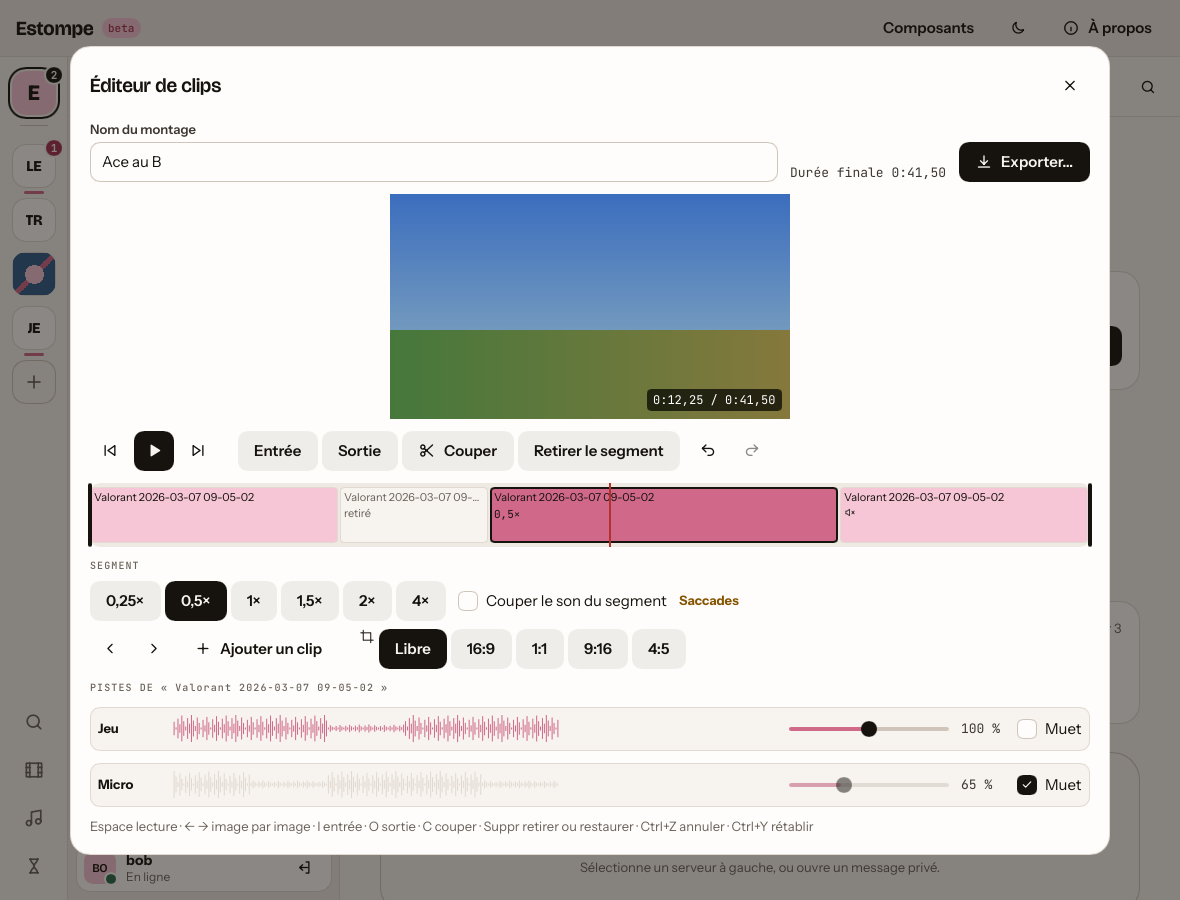 Estompe beta
Composants
À propos
E
2
LE
1
TR
JE
Éditeur de clips
Nom du montage
Ace au B
Durée finale 0:41,50
Exporter…
0:12,25 / 0:41,50
Entrée
Sortie
Couper
Retirer le segment
Valorant 2026-03-07 09-05-02
Valorant 2026-03-07 09-…
retiré
Valorant 2026-03-07 09-05-02
0,5×
Valorant 2026-03-07 09-05-02
SEGMENT
0,25×
0,5×
1×
1,5×
2×
4×
Couper le son du segment
Saccades
Ajouter un clip
Libre
16:9
1:1
9:16
4:5
3
PISTES DE « Valorant 2026-03-07 09-05-02 »
Jeu
100 %
Muet
Micro
65 %
Muet
Espace lecture · ← → image par image · I entrée · O sortie · C couper · Suppr retirer ou restaurer · Ctrl+Z annuler · Ctrl+Y rétablir
BO
bob
En ligne
Sélectionne un serveur à gauche, ou ouvre un message privé.